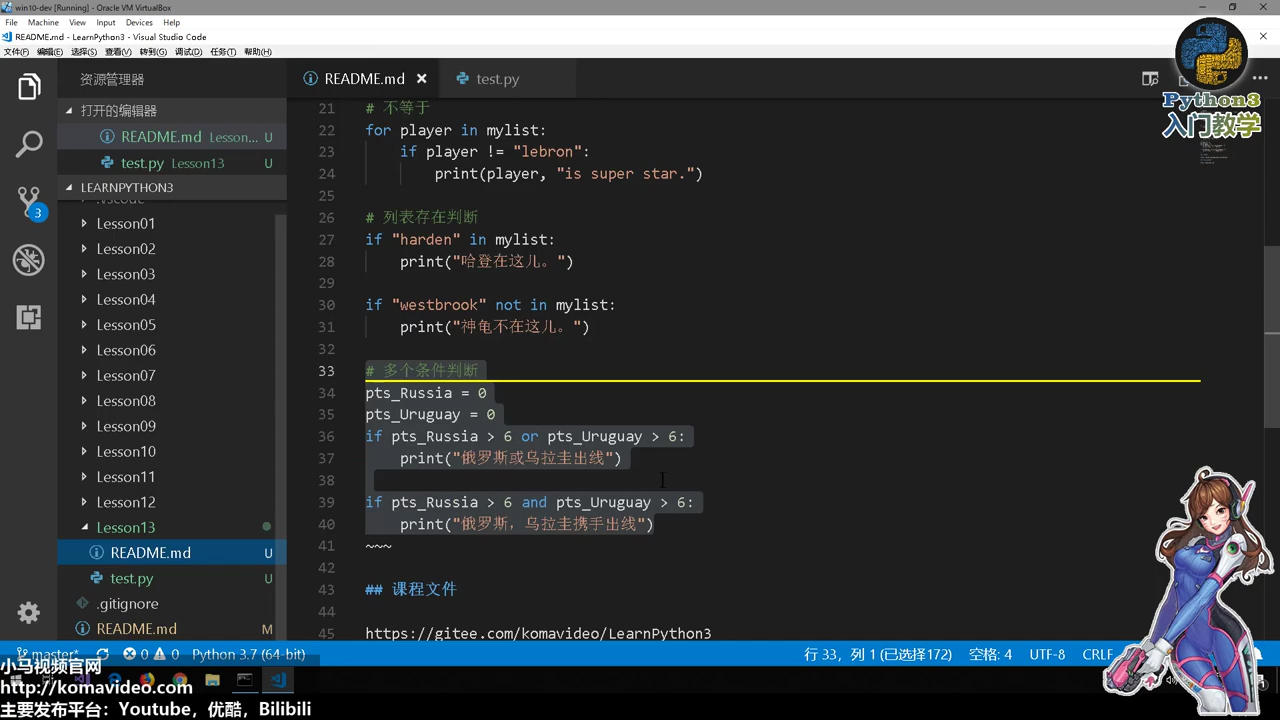 win10-dev [Running] - Oracle VM VirtualBox
File Machine View Input Devices Help
README.md - LearnPython3 - Visual Studio Code
文件(F) 编辑(E) 选择(S) 查看(V) 转到(G) 调试(D) 任务(T) 帮助(H)
资源管理器
打开的编辑器
README.md Lesson... U
test.py Lesson13 U
LEARNPYTHON3
.vscode
Lesson01
Lesson02
Lesson03
Lesson04
Lesson05
Lesson06
Lesson07
Lesson08
Lesson09
Lesson10
Lesson11
Lesson12
Lesson13
README.md U
test.py U
.gitignore
README.md M
3
README.md test.py
21 # 不等于
22 for player in mylist:
23 if player != "lebron":
24 print(player, "is super star.")
25
26 # 列表存在判断
27 if "harden" in mylist:
28 print("哈登在这儿。")
29
30 if "westbrook" not in mylist:
31 print("神龟不在这儿。")
32
33 # 多个条件判断
34 pts_Russia = 0
35 pts_Uruguay = 0
36 if pts_Russia > 6 or pts_Uruguay > 6:
37 print("俄罗斯或乌拉圭出线")
38
39 if pts_Russia > 6 and pts_Uruguay > 6:
40 print("俄罗斯，乌拉圭携手出线")
41 ~~~
42
43 ## 课程文件
44
45 https://gitee.com/komavideo/LearnPython3
Python3
入门教学
master* 0 0 Python 3.7 (64-bit) 行 33，列 1 (已选择172) 空格: 4 UTF-8 CRLF
小马视频官网
http://komavideo.com
主要发布平台：Youtube，优酷，Bilibili